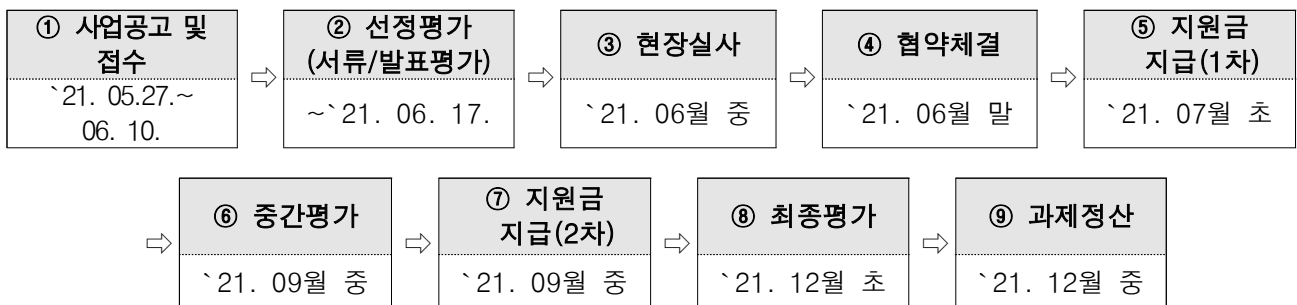 ① 사업공고 및
접수
`21. 05.27.~
06. 10.
⇨
② 선정평가
(서류/발표평가)
~`21. 06. 17.
⇨
③ 현장실사
`21. 06월 중
⇨
④ 협약체결
`21. 06월 말
⇨
⑤ 지원금
지급(1차)
`21. 07월 초
⇨
⑥ 중간평가
`21. 09월 중
⇨
⑦ 지원금
지급(2차)
`21. 09월 중
⇨
⑧ 최종평가
`21. 12월 초
⇨
⑨ 과제정산
`21. 12월 중